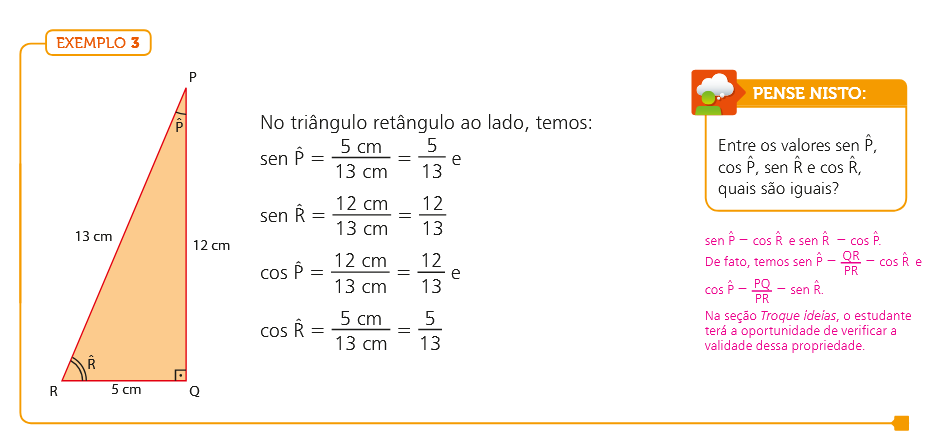 EXEMPLO 3
P
P̂
13 cm
12 cm
R̂
R
5 cm
Q
No triângulo retângulo ao lado, temos:
sen P̂ = 5 cm / 13 cm = 5 / 13 e
sen R̂ = 12 cm / 13 cm = 12 / 13
cos P̂ = 12 cm / 13 cm = 12 / 13 e
cos R̂ = 5 cm / 13 cm = 5 / 13
PENSE NISTO:
Entre os valores sen P̂,
cos P̂, sen R̂ e cos R̂,
quais são iguais?
sen P̂ − cos R̂ e sen R̂ − cos P̂.
De fato, temos sen P̂ − QR / PR − cos R̂ e
cos P̂ − PQ / PR − sen R̂.
Na seção Troque ideias, o estudante
terá a oportunidade de verificar a
validade dessa propriedade.